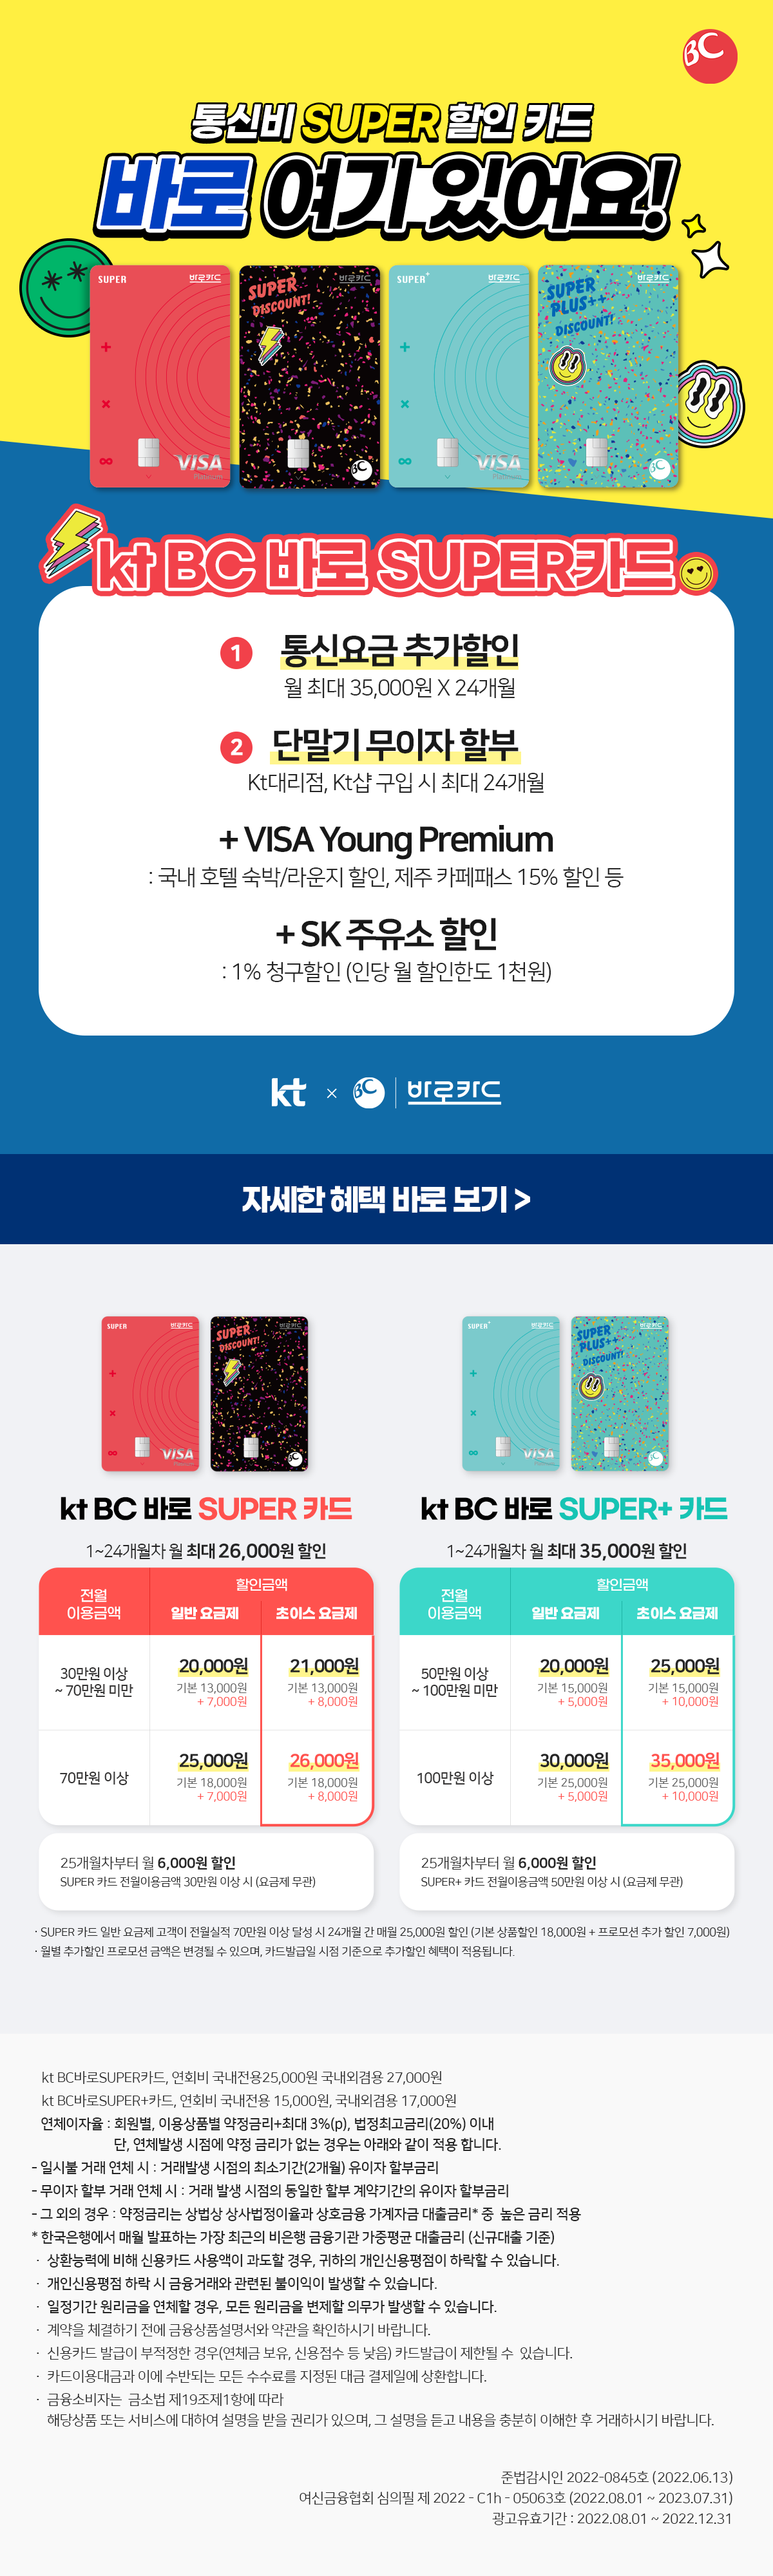 BC
통신비 SUPER 할인 카드
바로 여기 있어요!
SUPER 바로카드
VISA
Platinum
바로카드
SUPER
DISCOUNT!
BC
SUPER+ 바로카드
VISA
Platinum
바로카드
SUPER
PLUS++
DISCOUNT!
BC
kt BC 바로 SUPER카드
1 통신요금 추가할인
월 최대 35,000원 X 24개월
2 단말기 무이자 할부
Kt대리점, Kt샵 구입 시 최대 24개월
+ VISA Young Premium
: 국내 호텔 숙박/라운지 할인, 제주 카페패스 15% 할인 등
+ SK 주유소 할인
: 1% 청구할인 (인당 월 할인한도 1천원)
kt × BC | 바로카드
자세한 혜택 바로 보기 >
SUPER 바로카드
VISA
바로카드
SUPER
DISCOUNT!
BC
SUPER+ 바로카드
VISA
바로카드
SUPER
PLUS++
DISCOUNT!
BC
kt BC 바로 SUPER 카드
1~24개월차 월 최대 26,000원 할인
전월
이용금액
할인금액
일반 요금제 초이스 요금제
30만원 이상
~ 70만원 미만
20,000원
기본 13,000원
+ 7,000원
21,000원
기본 13,000원
+ 8,000원
70만원 이상
25,000원
기본 18,000원
+ 7,000원
26,000원
기본 18,000원
+ 8,000원
25개월차부터 월 6,000원 할인
SUPER 카드 전월이용금액 30만원 이상 시 (요금제 무관)
kt BC 바로 SUPER+ 카드
1~24개월차 월 최대 35,000원 할인
전월
이용금액
할인금액
일반 요금제 초이스 요금제
50만원 이상
~ 100만원 미만
20,000원
기본 15,000원
+ 5,000원
25,000원
기본 15,000원
+ 10,000원
100만원 이상
30,000원
기본 25,000원
+ 5,000원
35,000원
기본 25,000원
+ 10,000원
25개월차부터 월 6,000원 할인
SUPER+ 카드 전월이용금액 50만원 이상 시 (요금제 무관)
· SUPER 카드 일반 요금제 고객이 전월실적 70만원 이상 달성 시 24개월 간 매월 25,000원 할인 (기본 상품할인 18,000원 + 프로모션 추가 할인 7,000원)
· 월별 추가할인 프로모션 금액은 변경될 수 있으며, 카드발급일 시점 기준으로 추가할인 혜택이 적용됩니다.
kt BC바로SUPER카드, 연회비 국내전용25,000원 국내외겸용 27,000원
kt BC바로SUPER+카드, 연회비 국내전용 15,000원, 국내외겸용 17,000원
연체이자율 : 회원별, 이용상품별 약정금리+최대 3%(p), 법정최고금리(20%) 이내
단, 연체발생 시점에 약정 금리가 없는 경우는 아래와 같이 적용 합니다.
- 일시불 거래 연체 시 : 거래발생 시점의 최소기간(2개월) 유이자 할부금리
- 무이자 할부 거래 연체 시 : 거래 발생 시점의 동일한 할부 계약기간의 유이자 할부금리
- 그 외의 경우 : 약정금리는 상법상 상사법정이율과 상호금융 가계자금 대출금리* 중 높은 금리 적용
* 한국은행에서 매월 발표하는 가장 최근의 비은행 금융기관 가중평균 대출금리 (신규대출 기준)
· 상환능력에 비해 신용카드 사용액이 과도할 경우, 귀하의 개인신용평점이 하락할 수 있습니다.
· 개인신용평점 하락 시 금융거래와 관련된 불이익이 발생할 수 있습니다.
· 일정기간 원리금을 연체할 경우, 모든 원리금을 변제할 의무가 발생할 수 있습니다.
· 계약을 체결하기 전에 금융상품설명서와 약관을 확인하시기 바랍니다.
· 신용카드 발급이 부적정한 경우(연체금 보유, 신용점수 등 낮음) 카드발급이 제한될 수 있습니다.
· 카드이용대금과 이에 수반되는 모든 수수료를 지정된 대금 결제일에 상환합니다.
· 금융소비자는 금소법 제19조제1항에 따라
해당상품 또는 서비스에 대하여 설명을 받을 권리가 있으며, 그 설명을 듣고 내용을 충분히 이해한 후 거래하시기 바랍니다.
준법감시인 2022-0845호 (2022.06.13)
여신금융협회 심의필 제 2022 - C1h - 05063호 (2022.08.01 ~ 2023.07.31)
광고유효기간 : 2022.08.01 ~ 2022.12.31